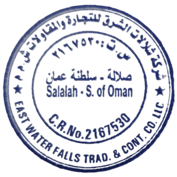 شركة شلالات الشرق للتجارة والمقاولات ش م م
س.ت: ٢١٦٧٥٣٠
صلالة - سلطنة عمان
Salalah - S. of Oman
C.R.No.2167530
EAST WATER FALLS TRAD. & CONT. CO. LLC